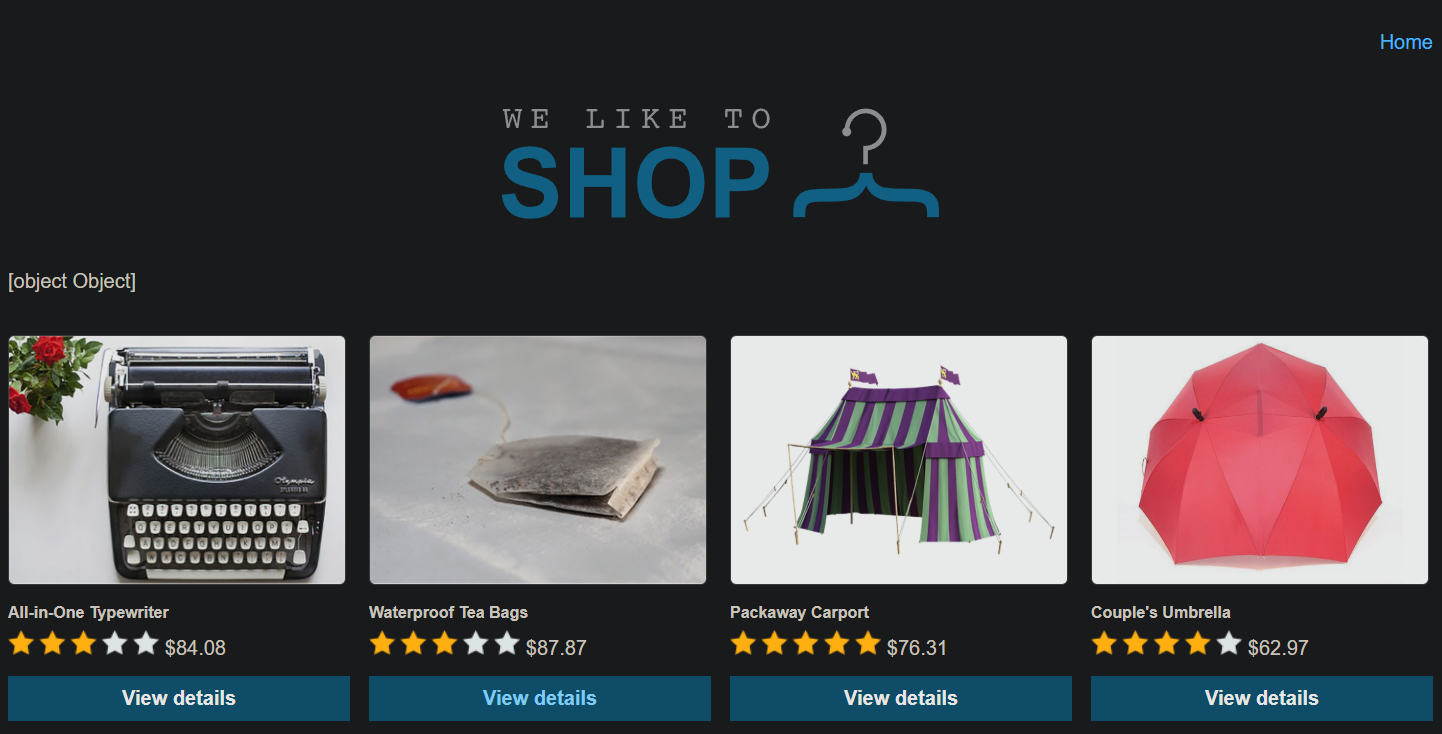 Home
WE LIKE TO
SHOP
[object Object]
Olympia
All-in-One Typewriter
$84.08
View details
Waterproof Tea Bags
$87.87
View details
Packaway Carport
$76.31
View details
Couple's Umbrella
$62.97
View details